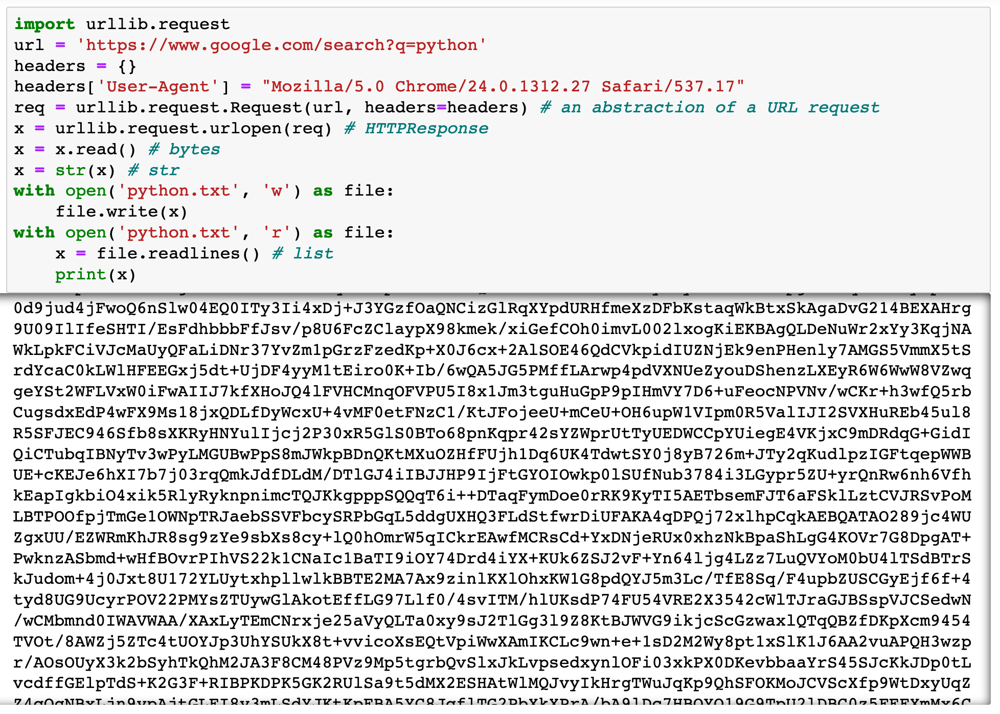 import urllib.request
url = 'https://www.google.com/search?q=python'
headers = {}
headers['User-Agent'] = "Mozilla/5.0 Chrome/24.0.1312.27 Safari/537.17"
req = urllib.request.Request(url, headers=headers) # an abstraction of a URL request
x = urllib.request.urlopen(req) # HTTPResponse
x = x.read() # bytes
x = str(x) # str
with open('python.txt', 'w') as file:
    file.write(x)
with open('python.txt', 'r') as file:
    x = file.readlines() # list
    print(x)
0d9jud4jFwoQ6nSlw04EQ0ITy3Ii4xDj+J3YGzfOaQNCizGlRqXYpdURHfmeXzDFbKstaqWkBtxSkAgaDvG214BEXAHrg
9U09IlIfeSHTI/EsFdhbbbFfJsv/p8U6FcZClaypX98kmek/xiGefCOh0imvL002lxogKiEKBAgQLDeNuWr2xYy3KqjNA
WkLpkFCiVJcMaUyQFaLiDNr37YvZm1pGrzFzedKp+X0J6cx+2AlSOE46QdCVkpidIUZNjEk9enPHenly7AMGS5VmmX5tS
rdYcaC0kLWlHFEEGxj5dt+UjDF4yyM1tEiro0K+Ib/6wQA5JG5PMffLArwp4pdVXNUeZyouDShenzLXEyR6W6WwW8VZwq
geYSt2WFLVxW0iFwAIIJ7kfXHoJQ4lFVHCMnqOFVPU5I8x1Jm3tguHuGpP9pIHmVY7D6+uFeocNPVNv/wCKr+h3wfQ5rb
CugsdxEdP4wFX9Ms18jxQDLfDyWcxU+4vMF0etFNzC1/KtJFojeeU+mCeU+OH6upW1VIpm0R5ValIJI2SVXHuREb45ul8
R5SFJEC946Sfb8sXKRyHNYulIjcj2P30xR5GlS0BTo68pnKqpr42sYZWprUtTyUEDWCCpYUiegE4VKjxC9mDRdqG+GidI
QiCTubqIBNyTv3wPyLMGUBwPpS8mJWkpBDnQKtMXuOZHfFUjh1Dq6UK4TdwtSY0j8yB726m+JTy2qKudlpzIGFtqepWWB
UE+cKEJe6hXI7b7j03rqQmkJdfDLdM/DTlGJ4iIBJJHP9IjFtGYOIOwkp0lSUfNub3784i3LGypr5ZU+yrQnRw6nh6Vfh
kEapIgkbiO4xik5RlyRyknpnimcTQJKkgpppSQQqT6i++DTaqFymDoe0rRK9KyTI5AETbsemFJT6aFSklLztCVJRSvPoM
LBTPOOfpjTmGe1OWNpTRJaebSSVFbcySRPbGqL5ddgUXHQ3FLdStfwrDiUFAKA4qDPQj72xlhpCqkAEBQATAO289jc4WU
ZgxUU/EZWRmKhJR8sg9zYe9sbXs8cy+lQ0hOmrW5qICkrEAwfMCRsCd+YxDNjeRUx0xhzNkBpaShLgG4KOVr7G8DpgAT+
PwknzASbmd+wHfBOvrPIhVS22k1CNaIc1BaTI9iOY74Drd4iYX+KUk6ZSJ2vF+Yn64ljg4LZz7LuQVYoM0bU4lTSdBTrS
kJudom+4j0Jxt8U172YLUytxhpllwlkBBTE2MA7Ax9zinlKXlOhxKW1G8pdQYJ5m3Lc/TfE8Sq/F4upbZUSCGyEjf6f+4
tyd8UG9UcyrPOV22PMYsZTUywGlAkotEffLG97Llf0/4svITM/hlUKsdP74FU54VRE2X3542cWlTJraGJBSspVJCSedwN
/wCMbmnd0IWAVWAA/XAxLyTEmCNrxje25aVyQLTa0xy9sJ2TlGg3l9Z8KtBJWVG9ikjcScGzwaxlQTqQBZfDKpXcm9454
TVOt/8AWZj5ZTc4tUOYJp3UhYSUkX8t+vvicoXsEQtVpiWwXAmIKCLc9wn+e+1sD2M2Wy8pt1xSlK1J6AA2vuAPQH3wzp
r/AOsOUyX3k2bSyhTkQhM2JA3F8CM48PVz9Mp5tgrbQvSlxJkLvpsedxynlOFi03xkPX0DKevbbaaYrS45SJcKkJDp0tL
vcdffGElpTdS+K2G3F+RIBPKDPK5GK2RUlSa9t5dMX2ESHAtWlMQJvyIkHrgTWuJqKp9QhSFOKMoJCVScXfp9WtDxyUqZ